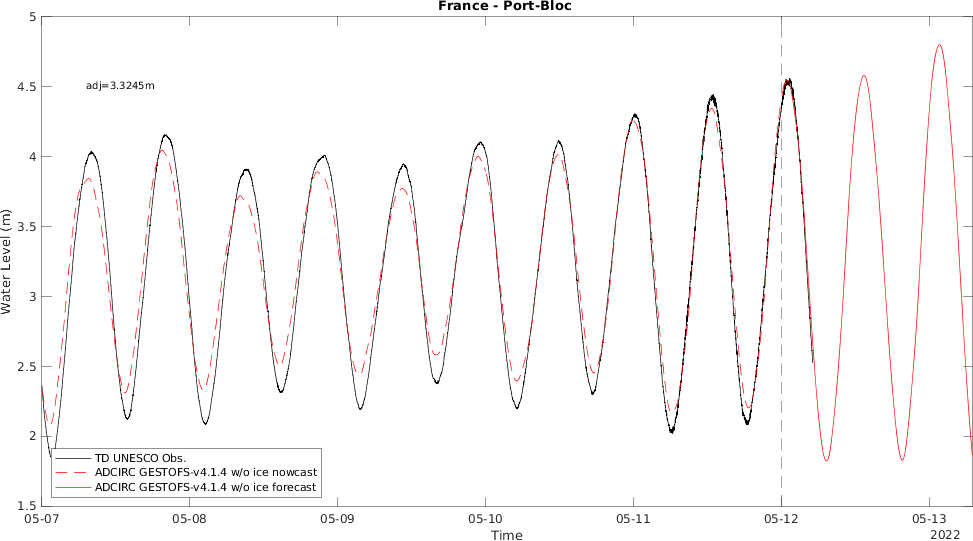 France - Port-Bloc
5
4.5
4
3.5
3
2.5
2
1.5
Water Level (m)
adj=3.3245m
TD UNESCO Obs.
ADCIRC GESTOFS-v4.1.4 w/o ice nowcast
ADCIRC GESTOFS-v4.1.4 w/o ice forecast
05-07
05-08
05-09
05-10
05-11
05-12
05-13
Time
2022